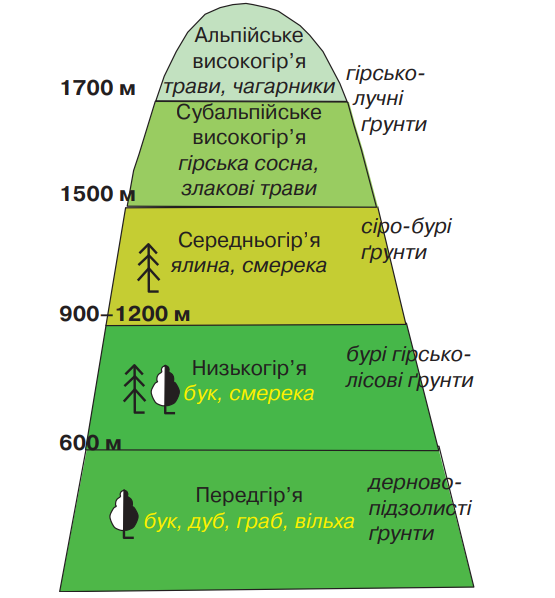 Альпійське
високогір’я
трави, чагарники
гірсько-
лучні
ґрунти
1700 м
Субальпійське
високогір’я
гірська сосна,
злакові трави
1500 м
Середньогір’я
ялина, смерека
сіро-бурі
ґрунти
900–1200 м
Низькогір’я
бук, смерека
бурі гірсько-
лісові ґрунти
600 м
Передгір’я
бук, дуб, граб, вільха
дерново-
підзолисті
ґрунти